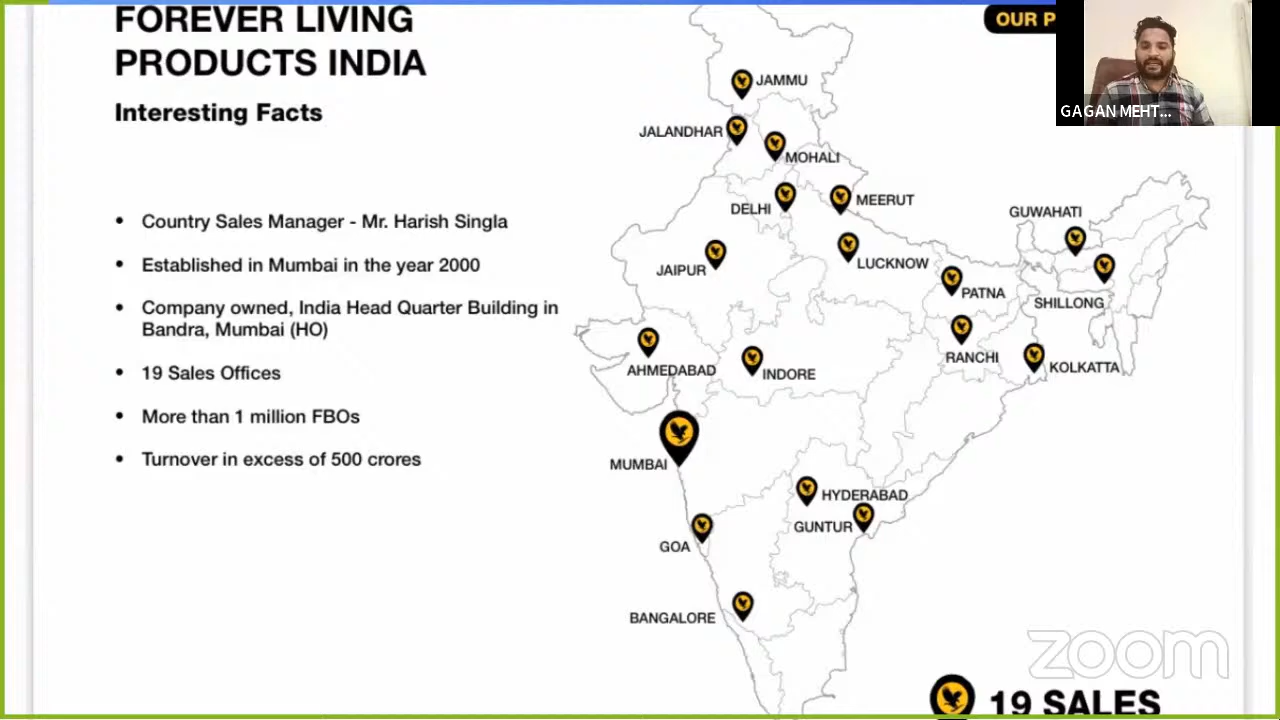 FOREVER LIVING
PRODUCTS INDIA
Interesting Facts
• Country Sales Manager - Mr. Harish Singla
• Established in Mumbai in the year 2000
• Company owned, India Head Quarter Building in
Bandra, Mumbai (HO)
• 19 Sales Offices
• More than 1 million FBOs
• Turnover in excess of 500 crores
OUR P
GAGAN MEHT...
JAMMU
JALANDHAR
MOHALI
DELHI
MEERUT
GUWAHATI
JAIPUR
LUCKNOW
PATNA
SHILLONG
RANCHI
KOLKATTA
AHMEDABAD
INDORE
MUMBAI
HYDERABAD
GUNTUR
GOA
BANGALORE
zoom
19 SALES